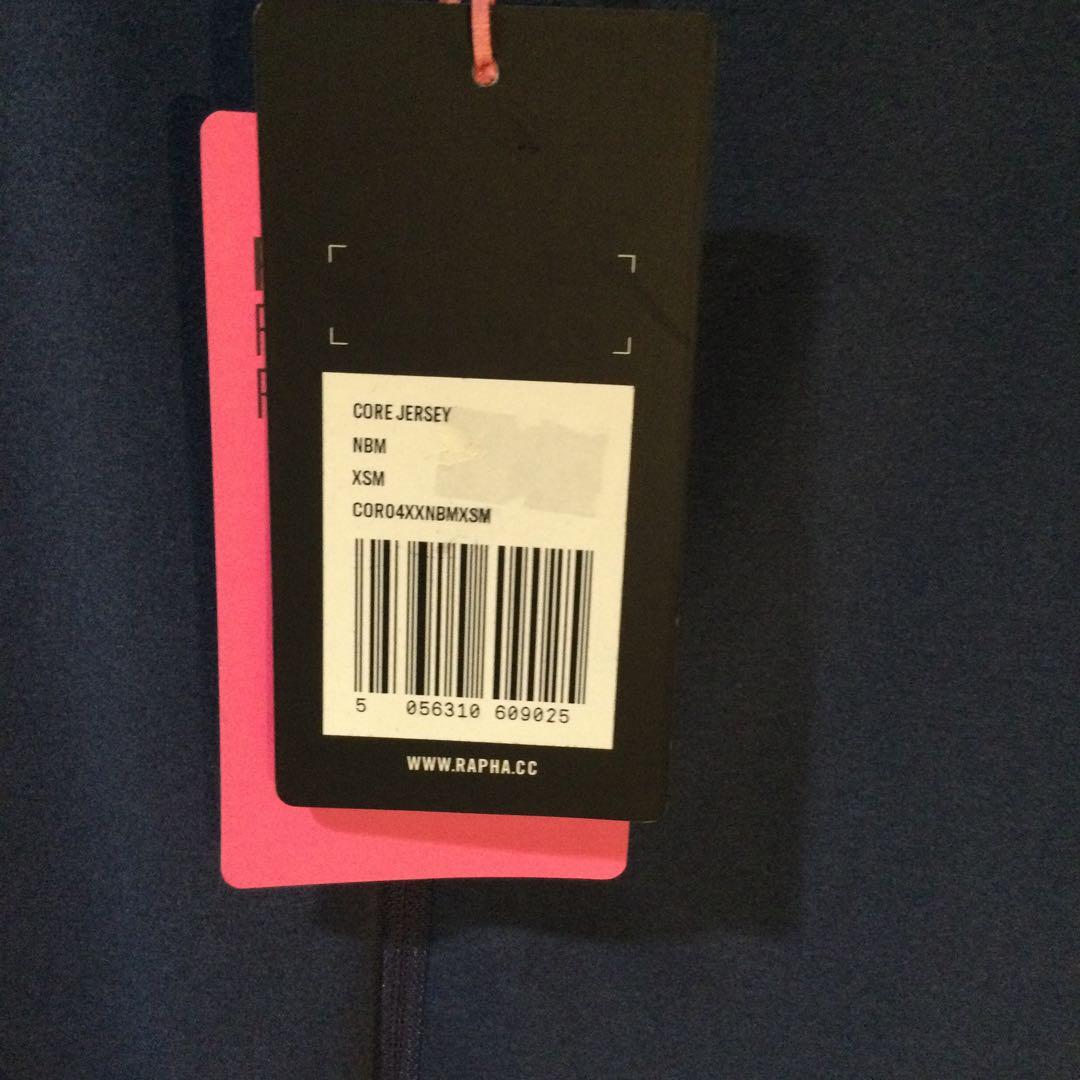 CORE JERSEY
NBM
XSM
COR04XXNBMXSM
5 056310 609025
WWW.RAPHA.CC